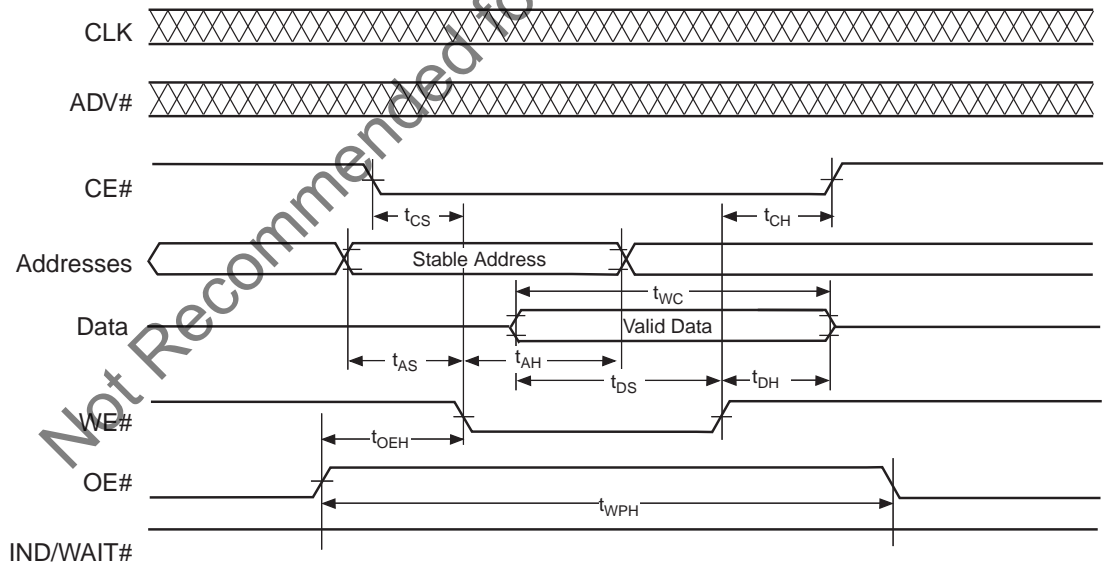 CLK
ADV#
CE#
tCS
tCH
Addresses
Stable Address
tWC
Data
Valid Data
tAS
tAH
tDS
tDH
WE#
tOEH
OE#
tWPH
IND/WAIT#
Not Recommended fo